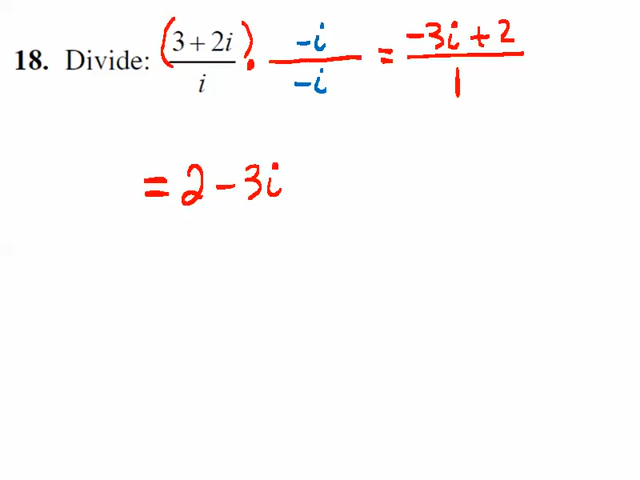 18. Divide: (3 + 2i)/i · -i/-i = -3i + 2/1
= 2 - 3i